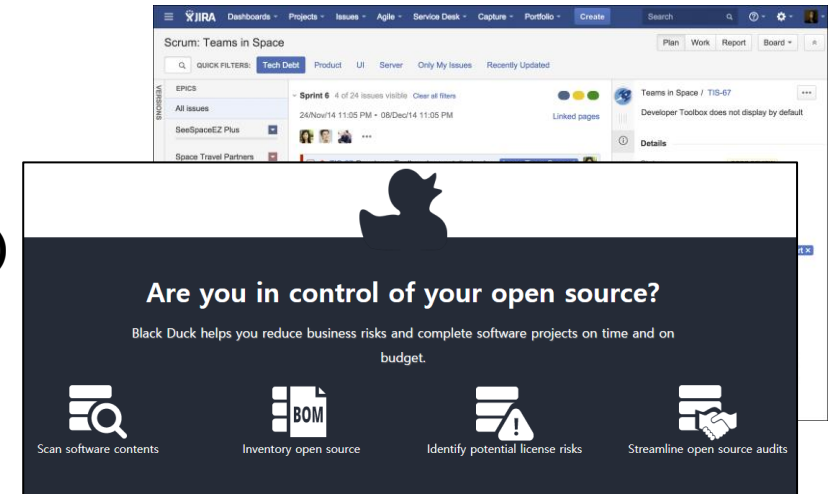 JIRA Dashboards Projects Issues Agile Service Desk Capture Portfolio Create Search
Scrum: Teams in Space
Plan Work Report Board
QUICK FILTERS: Tech Debt Product UI Server Only My Issues Recently Updated
VERSIONS
EPICS
All issues
SeeSpaceEZ Plus
Space Travel Partners
Sprint 6 4 of 24 issues visible Clear all filters
24/Nov/14 11:05 PM • 08/Dec/14 11:05 PM Linked pages
...
Teams in Space / TIS-67
Developer Toolbox does not display by default
Details
Are you in control of your open source?
Black Duck helps you reduce business risks and complete software projects on time and on
budget.
BOM
Scan software contents
Inventory open source
Identify potential license risks
Streamline open source audits